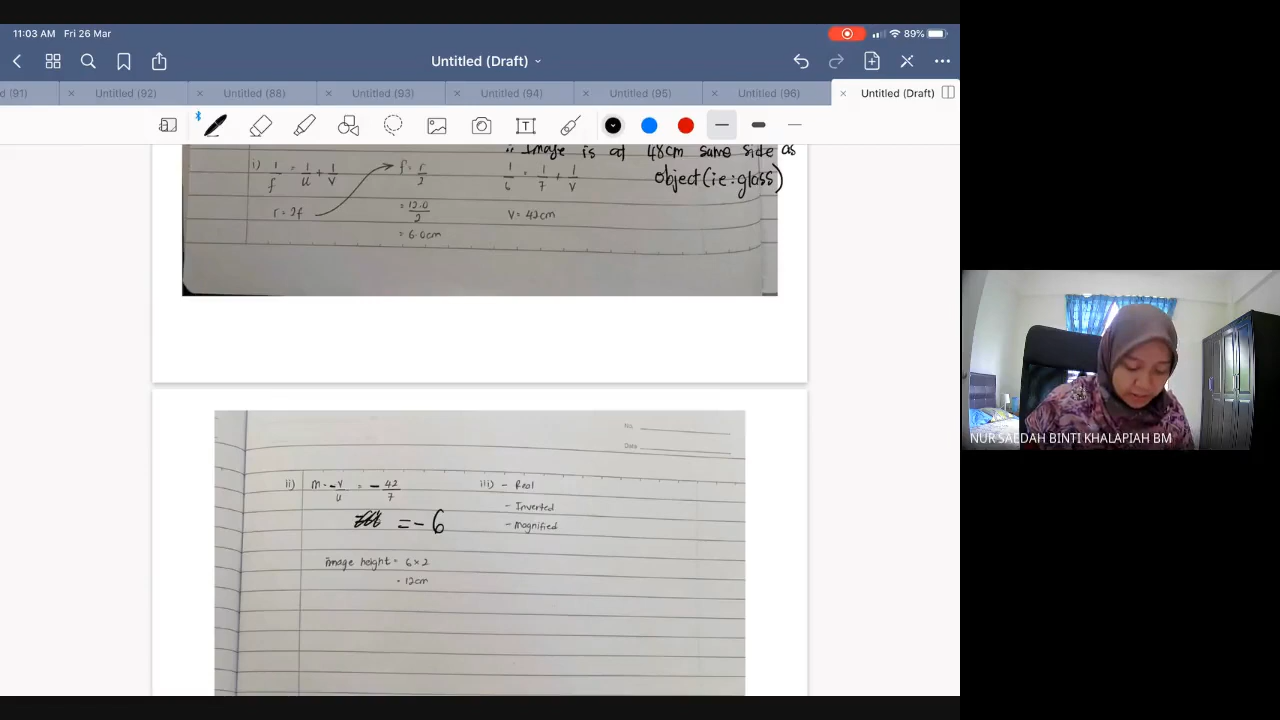 11:03 AM Fri 26 Mar
89%
Untitled (Draft)
d (91)
Untitled (92)
Untitled (88)
Untitled (93)
Untitled (94)
Untitled (95)
Untitled (96)
Untitled (Draft)
∴ Image is at 48cm same side as
object (ie: glass)
i) 1/f = 1/u + 1/v
r = 2f
f = r/2
= 12.0/2
= 6.0cm
1/6 = 1/7 + 1/v
V = 42cm
No.
Date
ii) m = -v/u = - 42/7
= - 6
image height = 6 × 2
= 12cm
iii) - Real
- Inverted
- Magnified
NUR SAEDAH BINTI KHALAPIAH BM